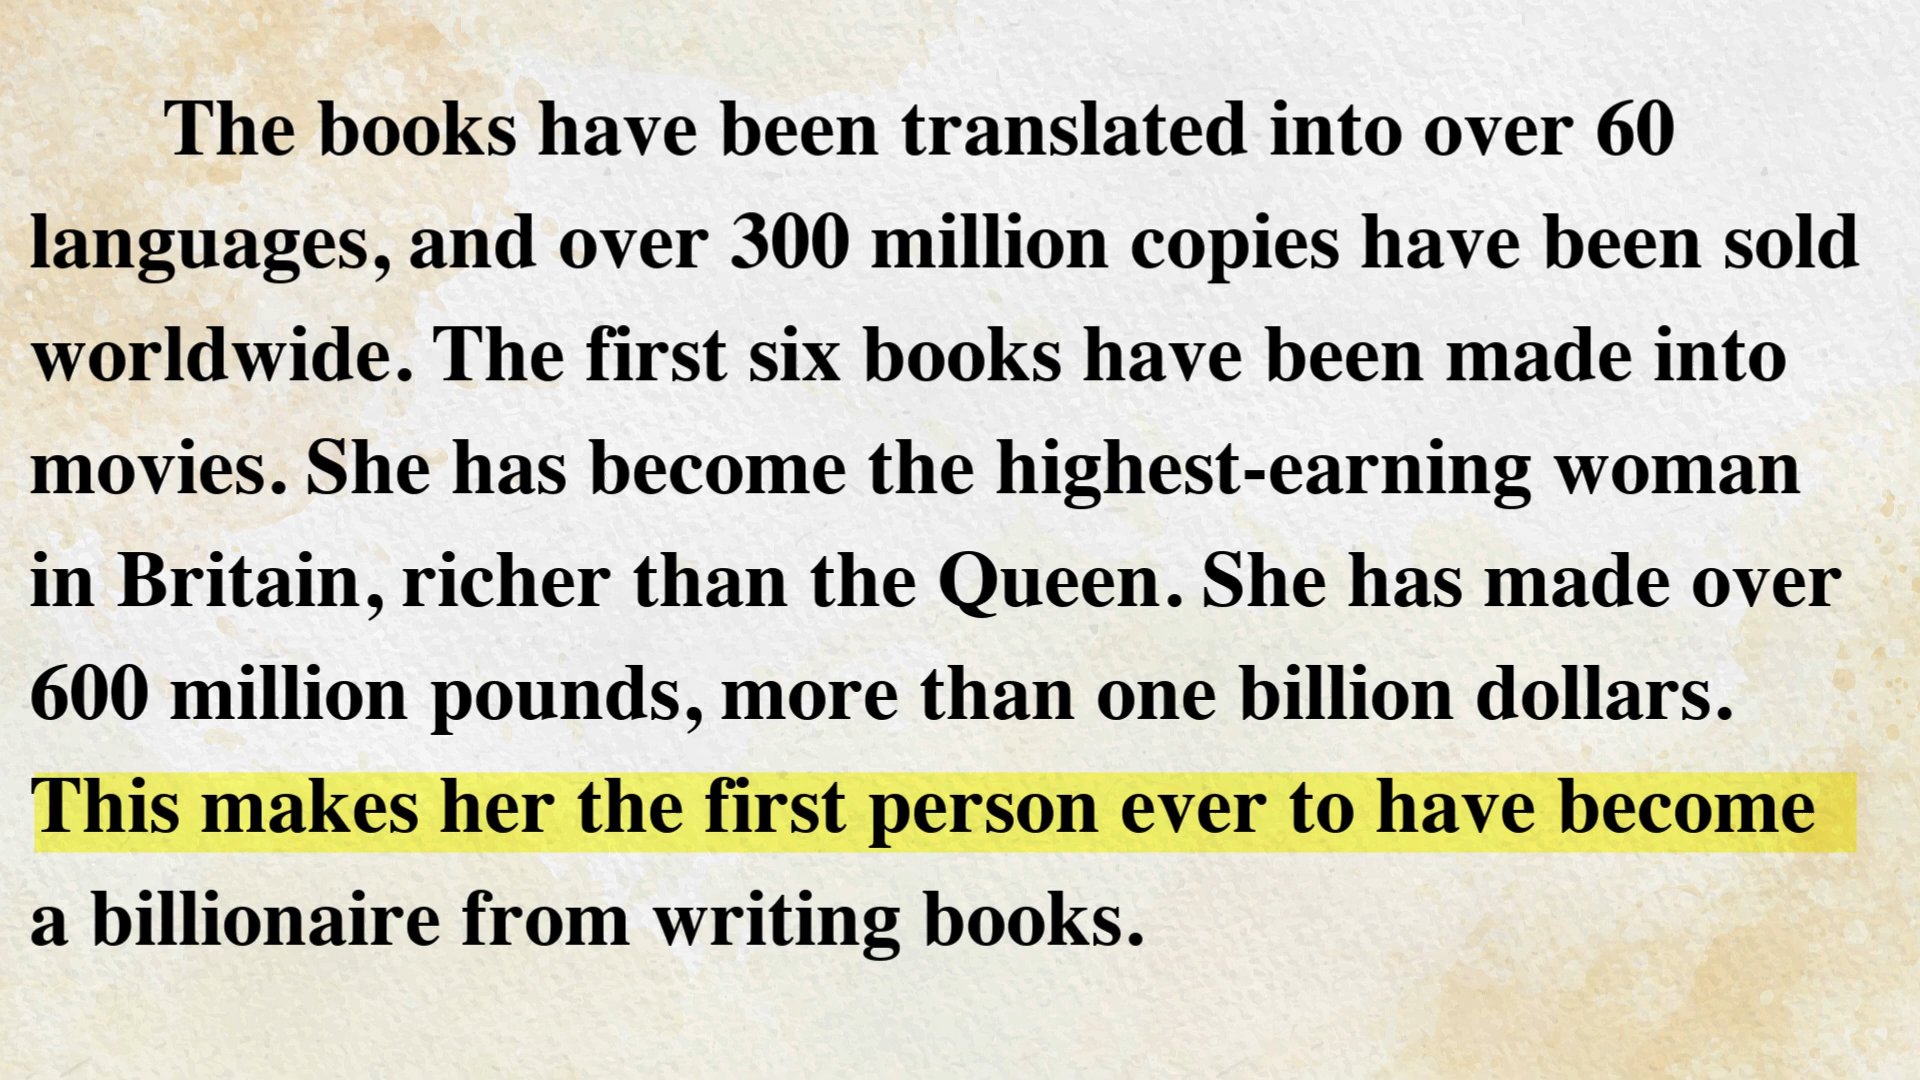 The books have been translated into over 60
languages, and over 300 million copies have been sold
worldwide. The first six books have been made into
movies. She has become the highest-earning woman
in Britain, richer than the Queen. She has made over
600 million pounds, more than one billion dollars.
This makes her the first person ever to have become
a billionaire from writing books.